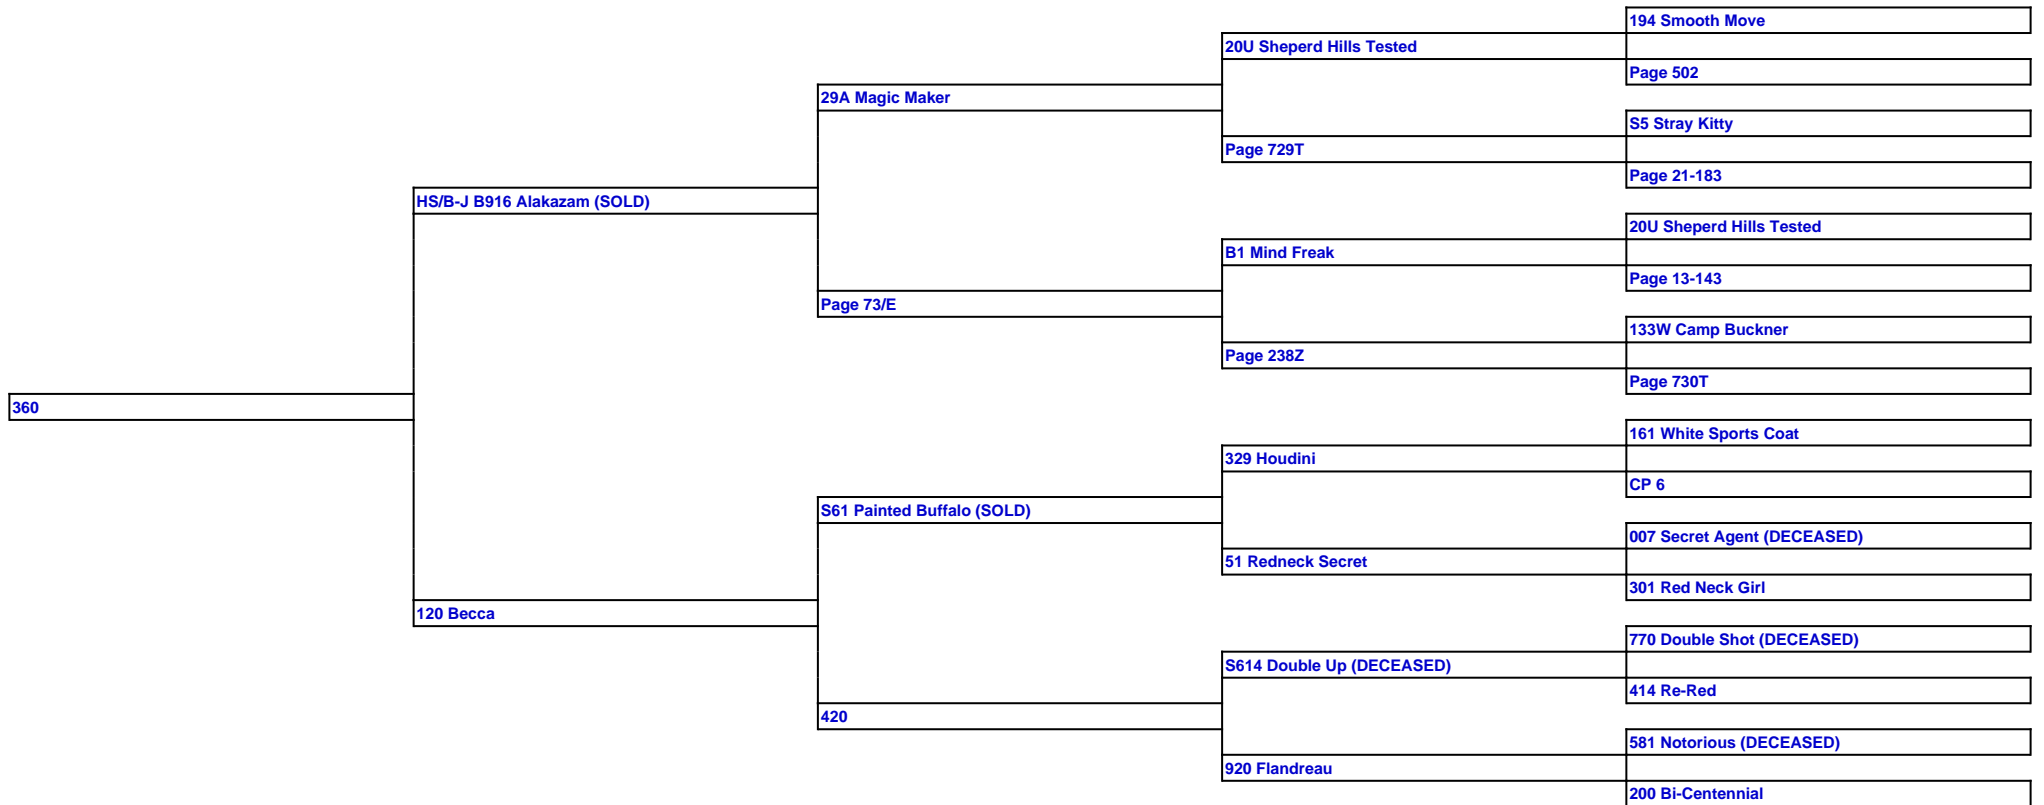 194 Smooth Move
20U Sheperd Hills Tested
Page 502
29A Magic Maker
S5 Stray Kitty
Page 729T
Page 21-183
HS/B-J B916 Alakazam (SOLD)
20U Sheperd Hills Tested
B1 Mind Freak
Page 13-143
Page 73/E
133W Camp Buckner
Page 238Z
Page 730T
360
161 White Sports Coat
329 Houdini
CP 6
S61 Painted Buffalo (SOLD)
007 Secret Agent (DECEASED)
51 Redneck Secret
301 Red Neck Girl
120 Becca
770 Double Shot (DECEASED)
S614 Double Up (DECEASED)
414 Re-Red
420
581 Notorious (DECEASED)
920 Flandreau
200 Bi-Centennial